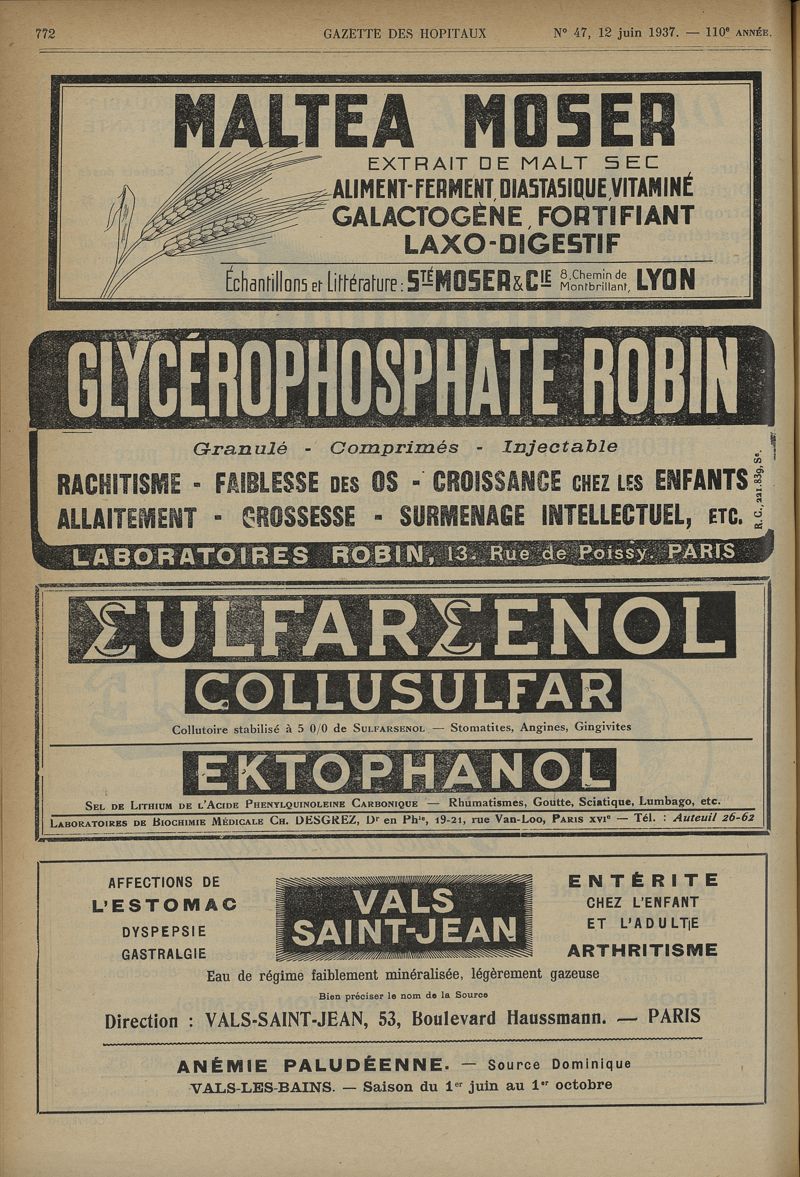 772 GAZETTE DES HOPITAUX N° 47, 12 juin 1937. — 110e ANNÉE.
MALTEA MOSER
EXTRAIT DE MALT SEC
ALIMENT-FERMENT, DIASTASIQUE, VITAMINÉ
GALACTOGÈNE, FORTIFIANT
LAXO-DIGESTIF
Échantillons et Littérature : STÉ MOSER & CIE 8, Chemin de Montbrillant, LYON
GLYCÉROPHOSPHATE ROBIN
Granulé - Comprimés - Injectable
RACHITISME - FAIBLESSE DES OS - CROISSANCE CHEZ LES ENFANTS
ALLAITEMENT - GROSSESSE - SURMENAGE INTELLECTUEL, ETC.
R. C., 221.839, Se.
LABORATOIRES ROBIN, 13. Rue de Poissy. PARIS
ΣULFARΣENOL
COLLUSULFAR
Collutoire stabilisé à 5 0/0 de SULFARSENOL — Stomatites, Angines, Gingivites
EKTOPHANOL
SEL DE LITHIUM DE L'ACIDE PHENYLQUINOLEINE CARBONIQUE — Rhumatismes, Goutte, Sciatique, Lumbago, etc.
LABORATOIRES DE BIOCHIMIE MÉDICALE CH. DESGREZ, Dr en Phie, 19-21, rue Van-Loo, PARIS XVIe — Tél. : Auteuil 26-62
AFFECTIONS DE
L'ESTOMAC
DYSPEPSIE
GASTRALGIE
VALS
SAINT-JEAN
ENTÉRITE
CHEZ L'ENFANT
ET L'ADULTE
ARTHRITISME
Eau de régime faiblement minéralisée, légèrement gazeuse
Bien préciser le nom de la Source
Direction : VALS-SAINT-JEAN, 53, Boulevard Haussmann. — PARIS
ANÉMIE PALUDÉENNE. — Source Dominique
VALS-LES-BAINS. — Saison du 1er juin au 1er octobre